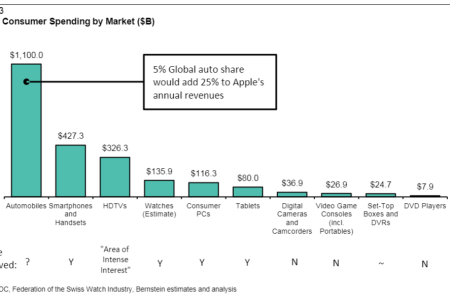 3
Consumer Spending by Market ($B)
$1,100.0
5% Global auto share
would add 25% to Apple's
annual revenues
$427.3
$326.3
$135.9
$116.3
$80.0
$36.9
$26.9
$24.7
$7.9
Automobiles Smartphones and Handsets HDTVs Watches (Estimate) Consumer PCs Tablets Digital Cameras and Camcorders Video Game Consoles (incl. Portables) Set-Top Boxes and DVRs DVD Players
e
ved: ? Y "Area of Intense Interest" Y Y Y N N ~ N
DC, Federation of the Swiss Watch Industry, Bernstein estimates and analysis